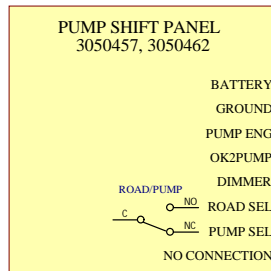 PUMP SHIFT PANEL
3050457, 3050462
BATTERY
GROUND
PUMP ENG
OK2PUMP
DIMMER
ROAD/PUMP
NO ROAD SEL
C
NC PUMP SEL
NO CONNECTION